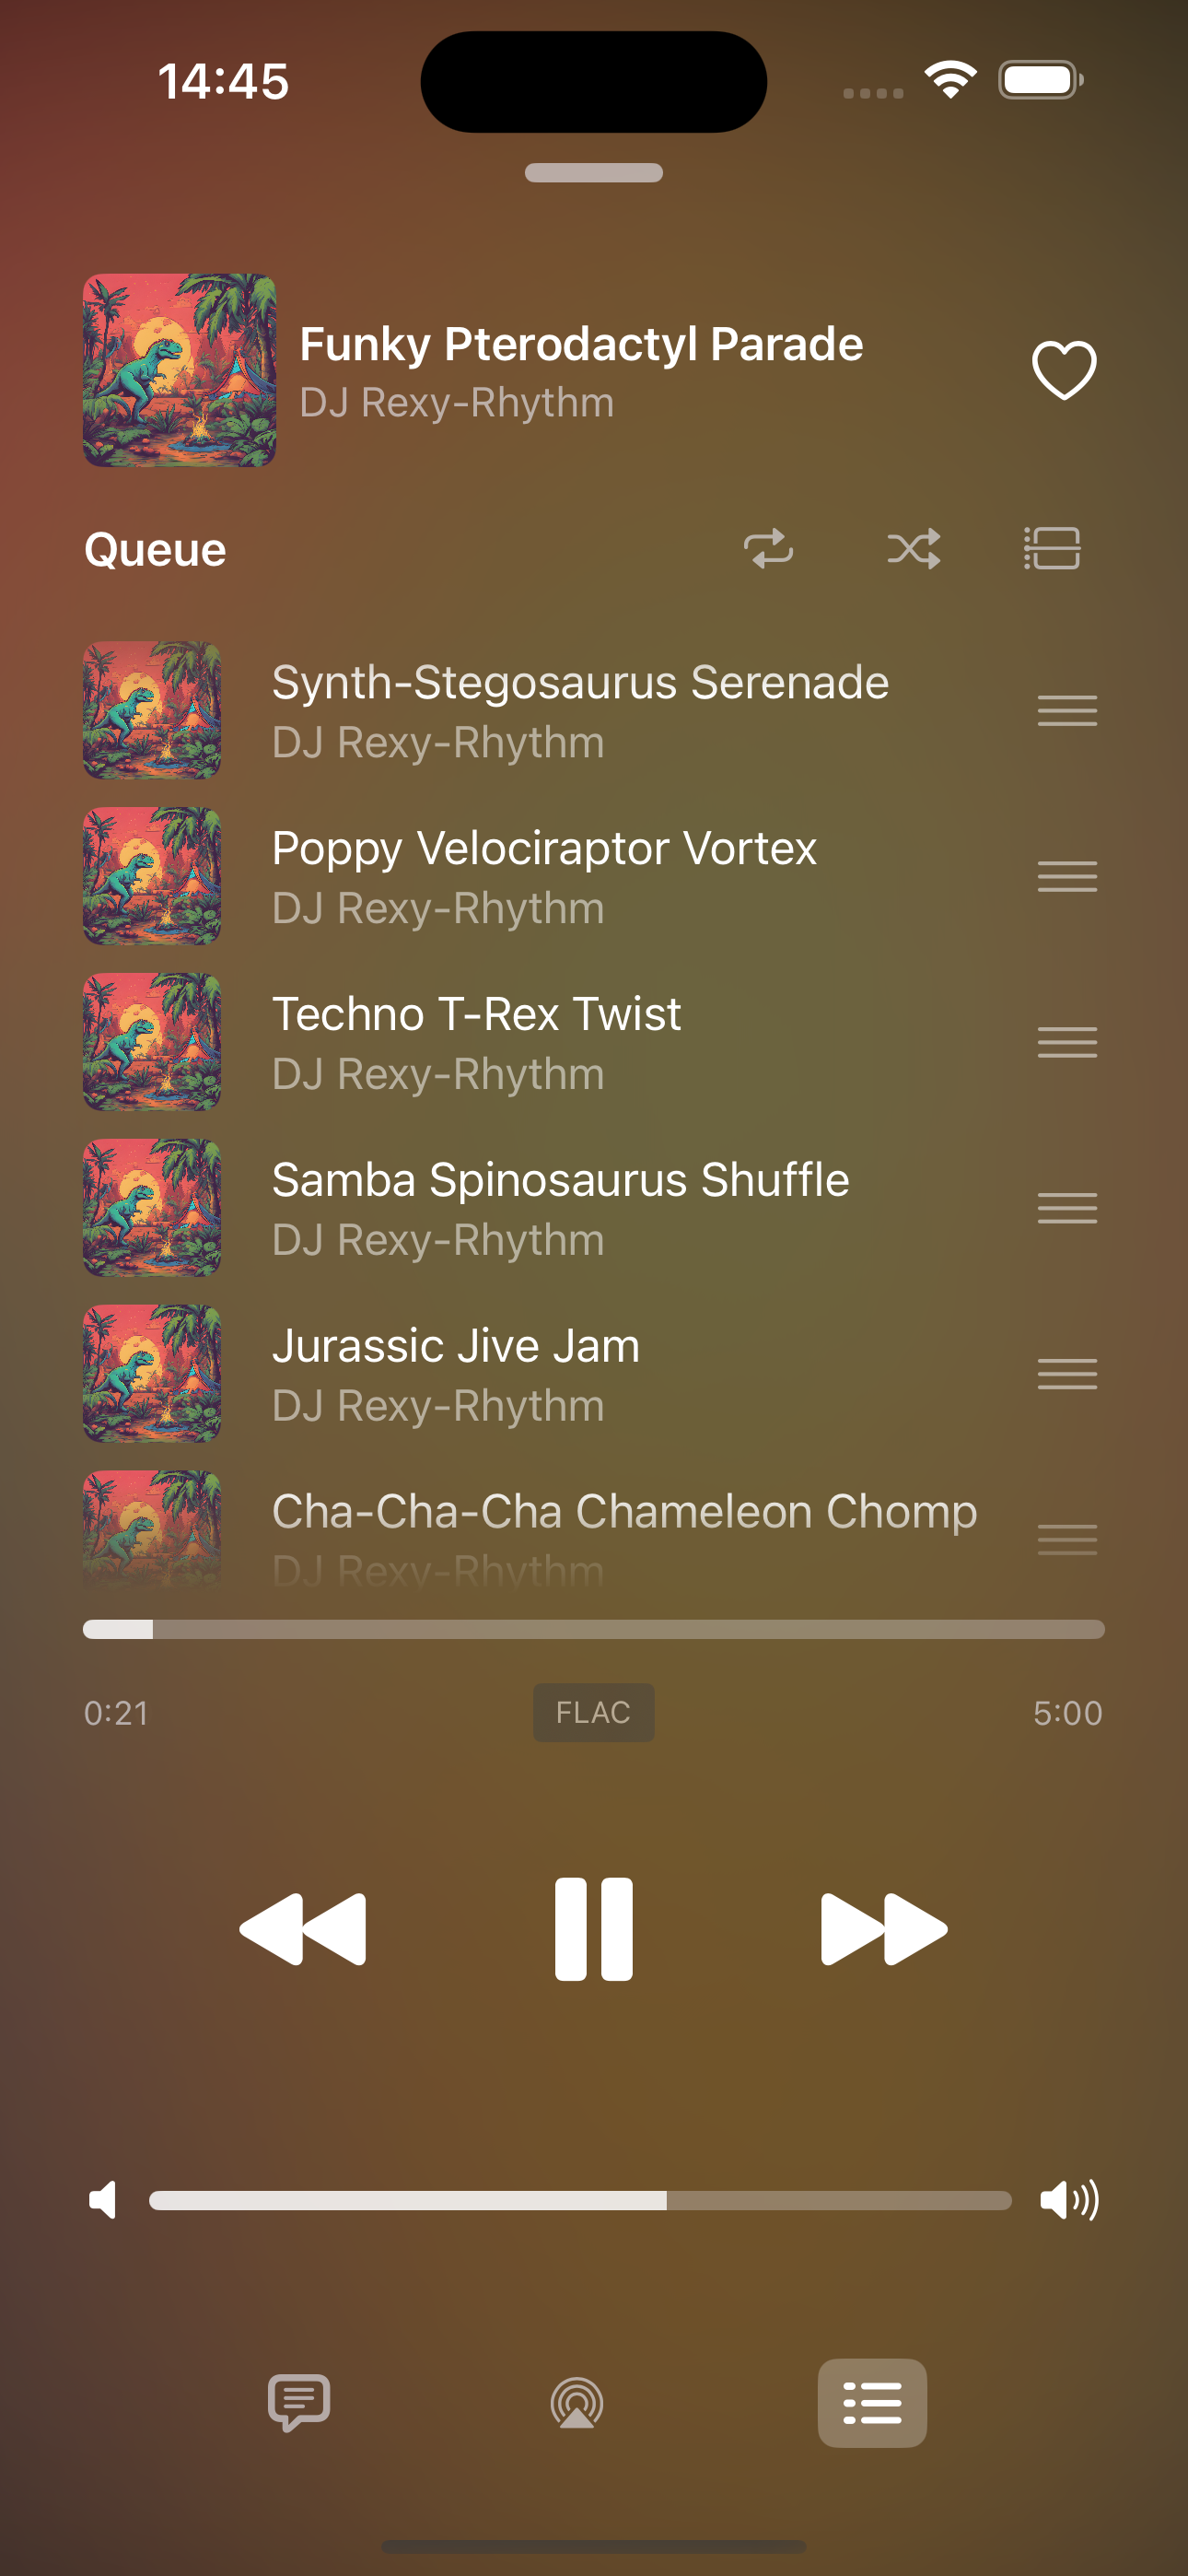 14:45
Funky Pterodactyl Parade
DJ Rexy-Rhythm
Queue
Synth-Stegosaurus Serenade
DJ Rexy-Rhythm
Poppy Velociraptor Vortex
DJ Rexy-Rhythm
Techno T-Rex Twist
DJ Rexy-Rhythm
Samba Spinosaurus Shuffle
DJ Rexy-Rhythm
Jurassic Jive Jam
DJ Rexy-Rhythm
Cha-Cha-Cha Chameleon Chomp
DJ Rexy-Rhythm
0:21 FLAC 5:00